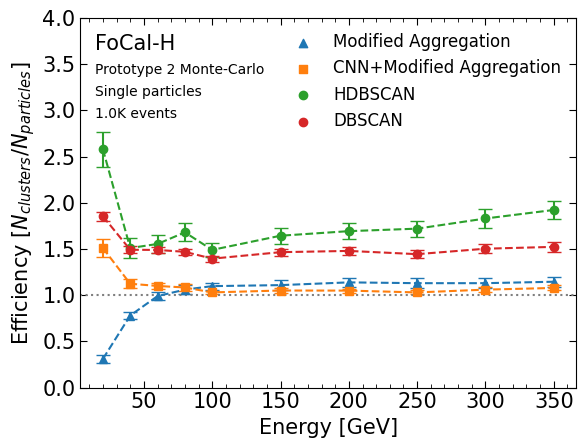 FoCal-H
Prototype 2 Monte-Carlo
Single particles
1.0K events
Modified Aggregation
CNN+Modified Aggregation
HDBSCAN
DBSCAN
Efficiency [N_clusters/N_particles]
4.0
3.5
3.0
2.5
2.0
1.5
1.0
0.5
0.0
50 100 150 200 250 300 350
Energy [GeV]